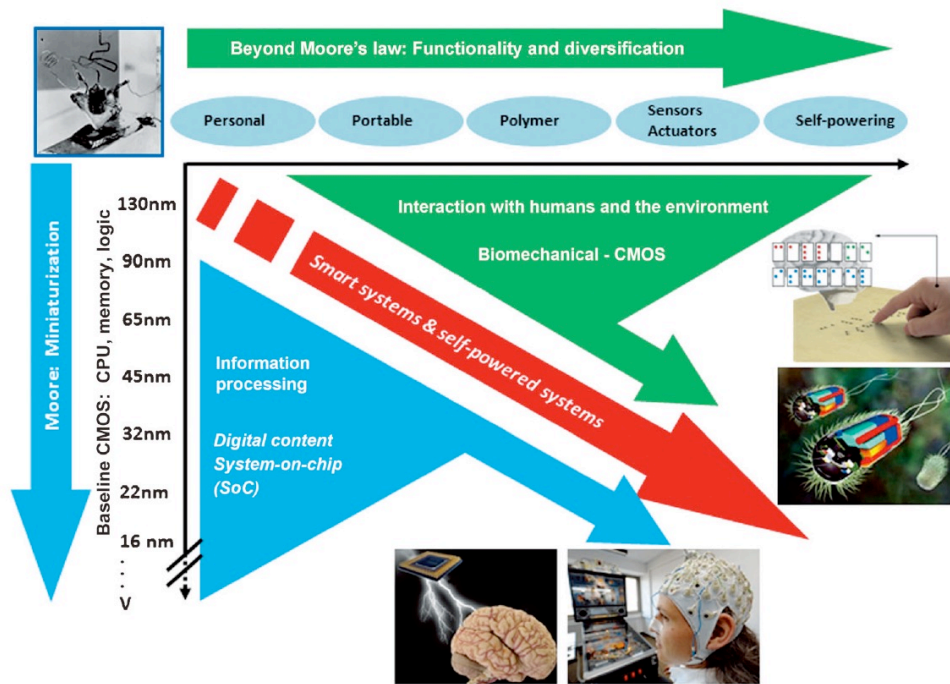 Beyond Moore's law: Functionality and diversification
Personal
Portable
Polymer
Sensors
Actuators
Self-powering
Moore: Miniaturization
Baseline CMOS: CPU, memory, logic
130nm
90nm
65nm
45nm
32nm
22nm
16 nm
V
Interaction with humans and the environment
Biomechanical - CMOS
Smart systems & self-powered systems
Information
processing
Digital content
System-on-chip
(SoC)